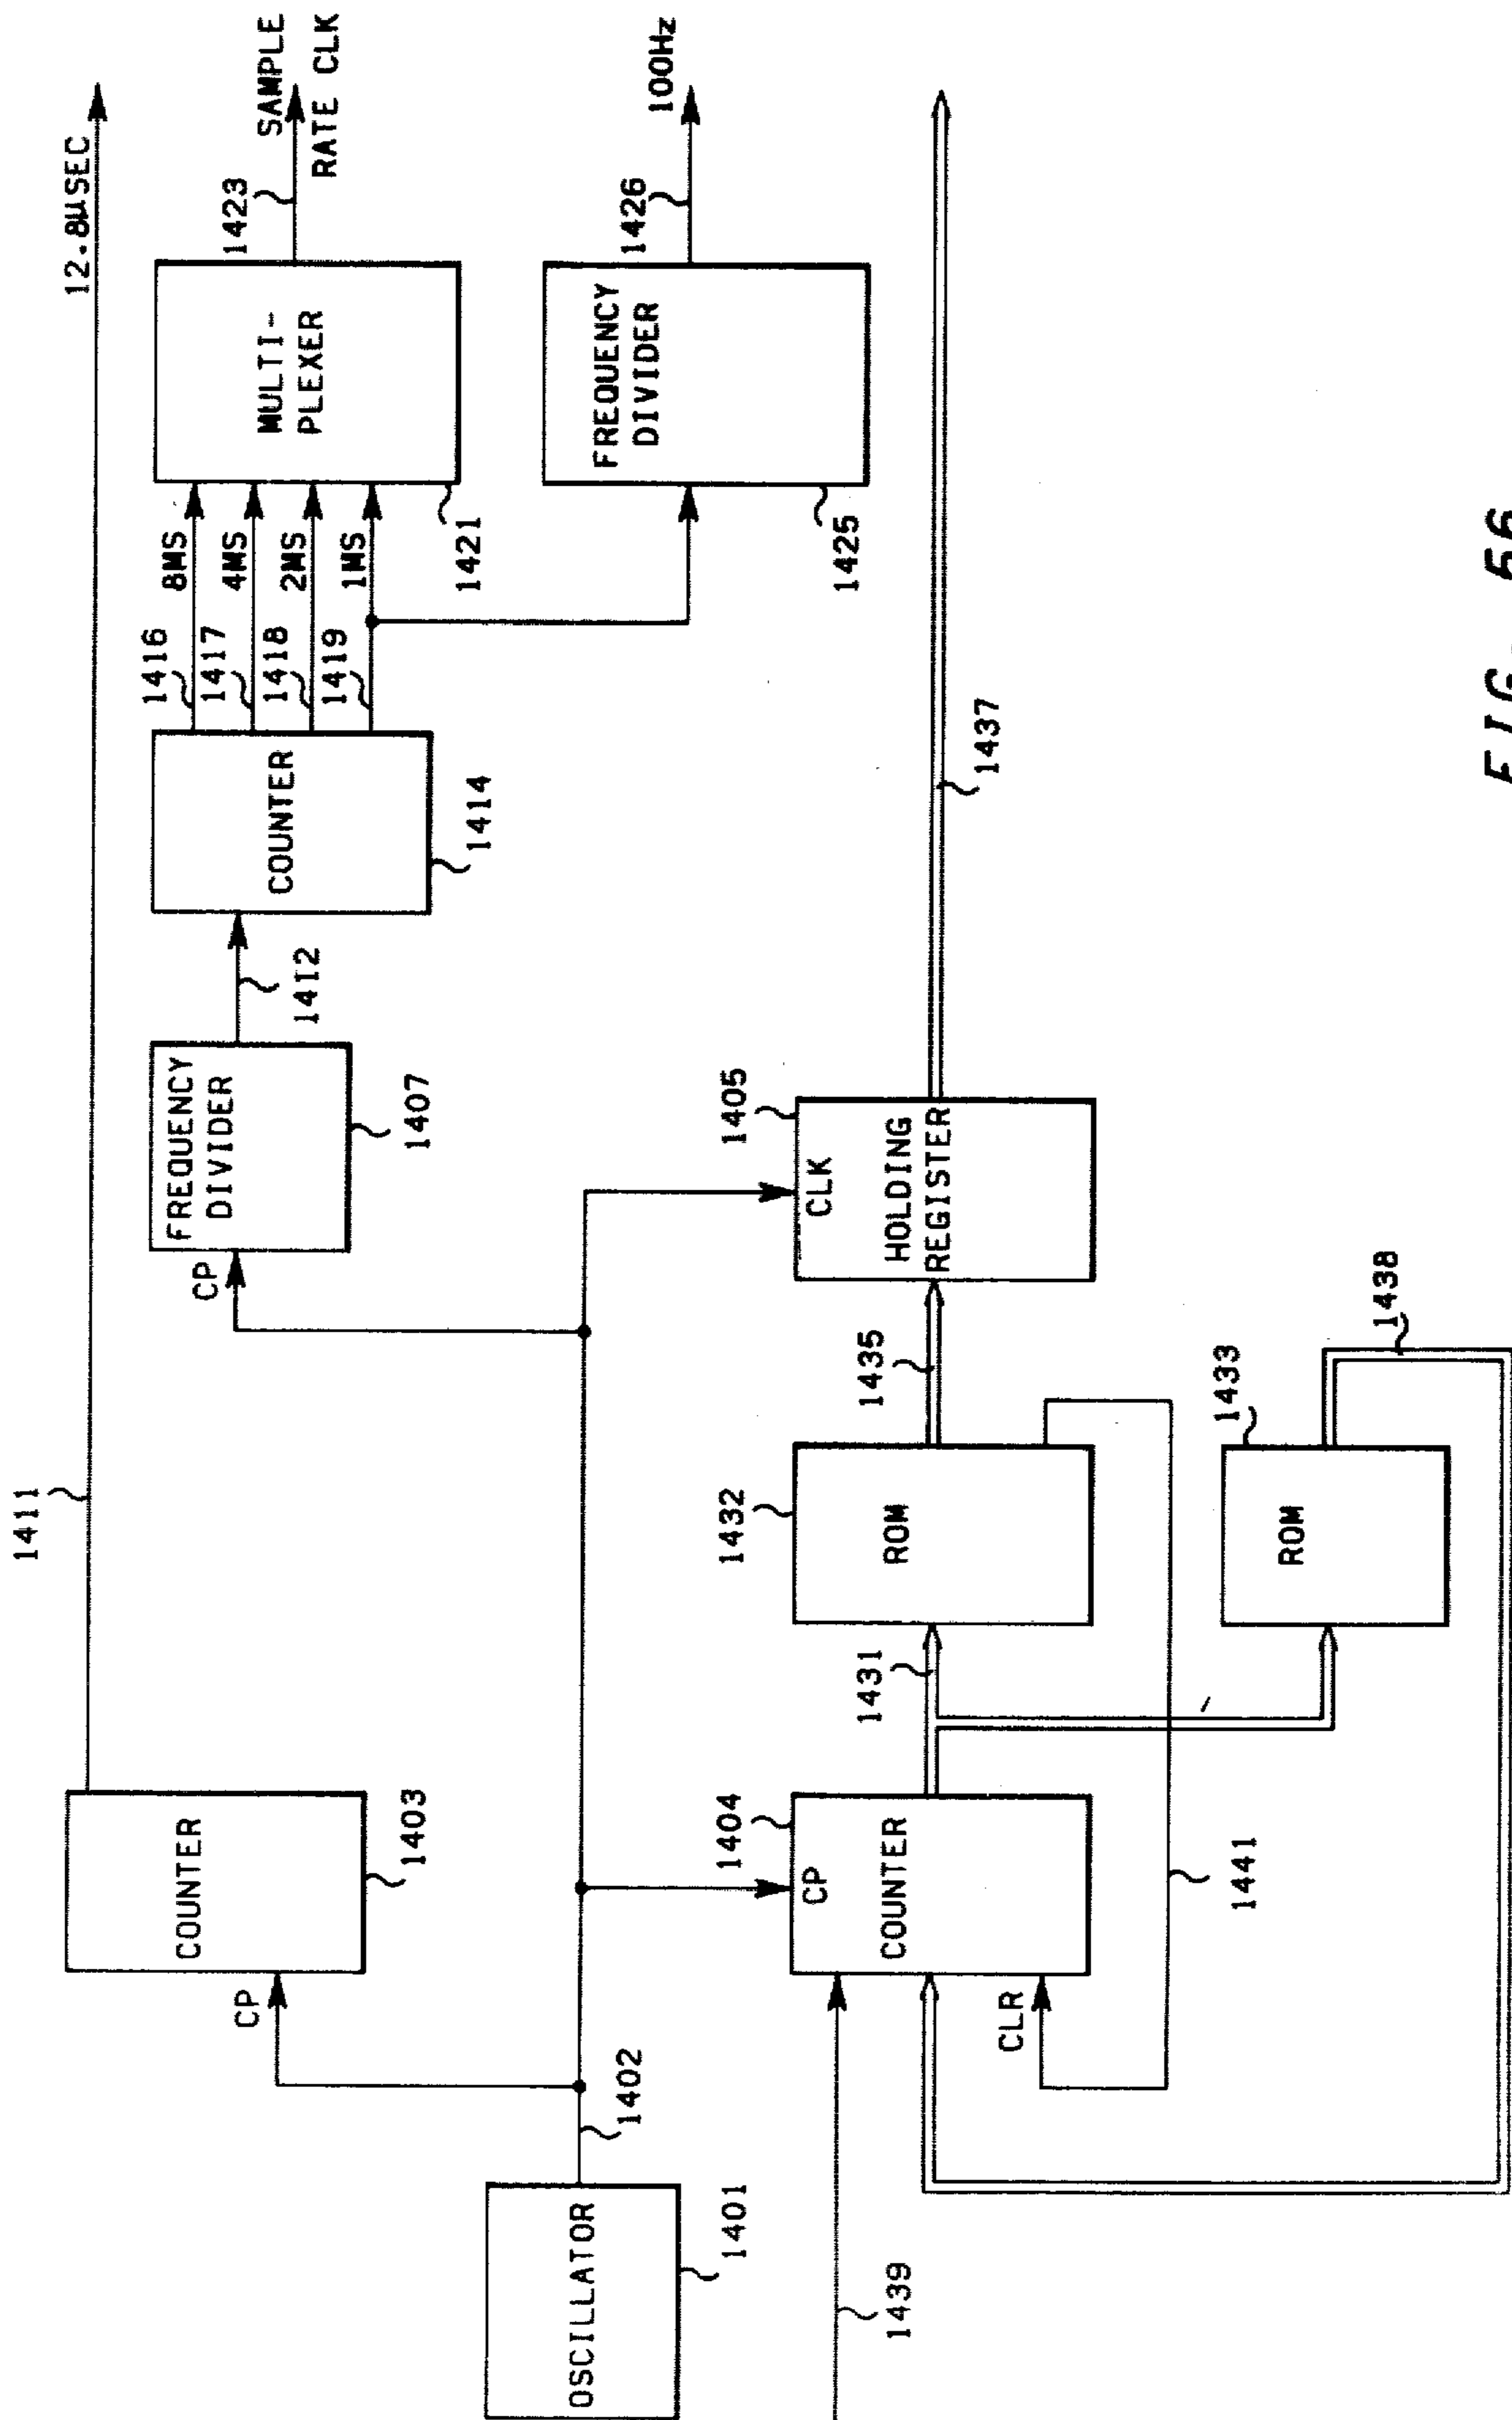 1411
12.8µSEC
COUNTER
CP
1403
FREQUENCY
DIVIDER
CP
1407
1412
COUNTER
1414
1416
1417
1418
1419
8MS
4MS
2MS
1MS
MULTI-
PLEXER
1421
1423
SAMPLE
RATE CLK
FREQUENCY
DIVIDER
1425
1426
100Hz
OSCILLATOR
1401
1402
1439
CP
COUNTER
CLR
1404
1431
ROM
1432
1435
CLK
HOLDING
REGISTER
1405
1437
1441
ROM
1433
1438
FIG. 66